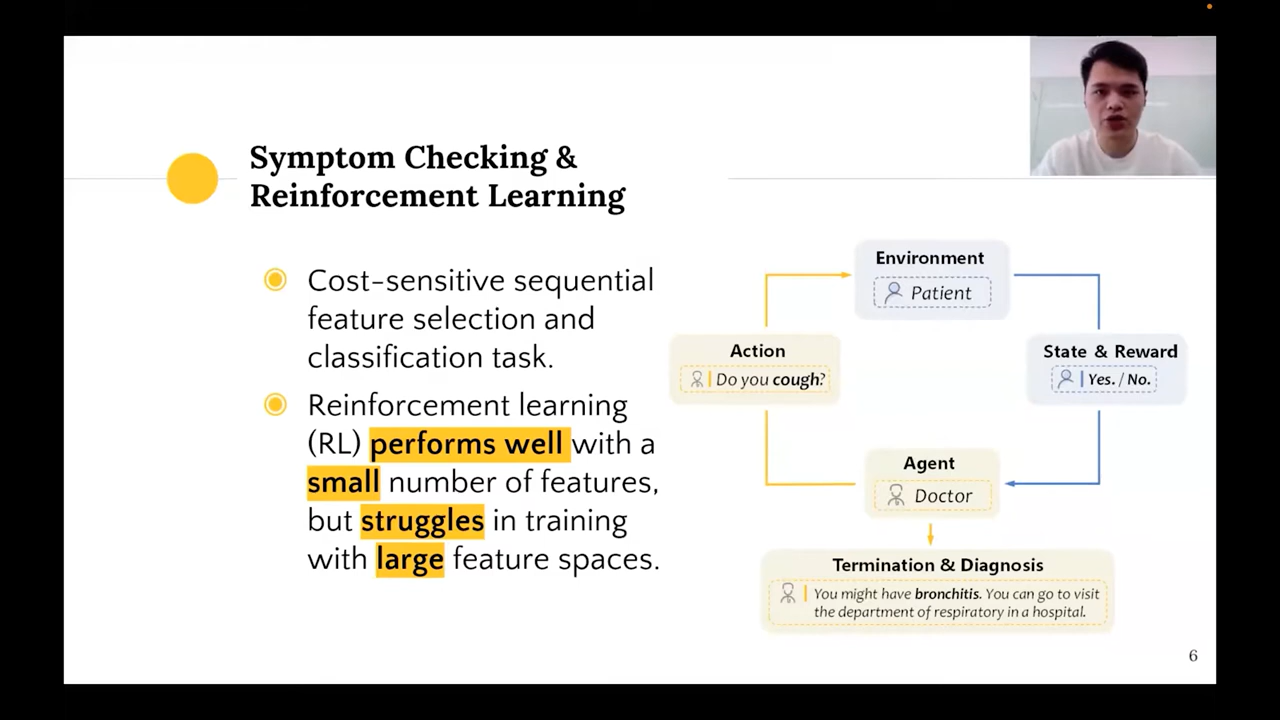 Symptom Checking &
Reinforcement Learning
Cost-sensitive sequential
feature selection and
classification task.
Reinforcement learning
(RL) performs well with a
small number of features,
but struggles in training
with large feature spaces.
Environment
Patient
Action
Do you cough?
State & Reward
Yes. / No.
Agent
Doctor
Termination & Diagnosis
You might have bronchitis. You can go to visit
the department of respiratory in a hospital.
6